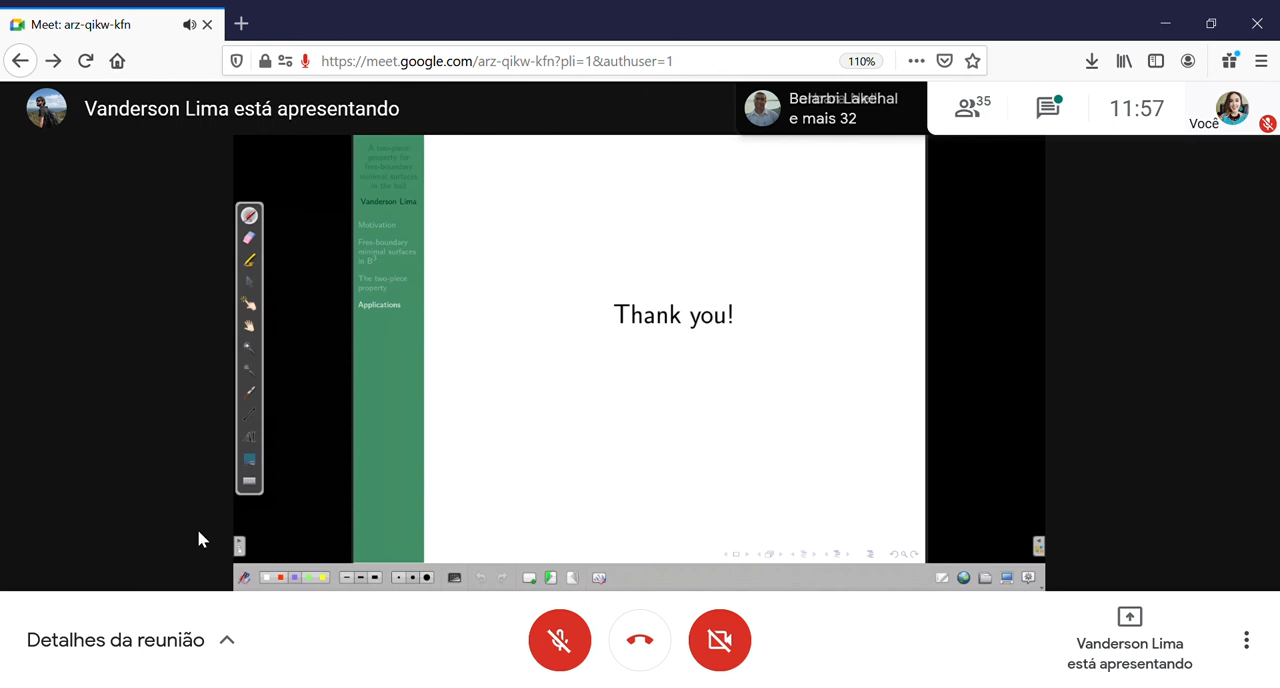 Meet: arz-qikw-kfn
https://meet.google.com/arz-qikw-kfn?pli=1&authuser=1
110%
Vanderson Lima está apresentando
Lakehal
e mais 32
35
11:57
Você
A two-piece
property for
free-boundary
minimal surfaces
in the ball
Vanderson Lima
Motivation
Free-boundary
minimal surfaces
in B³
The two-piece
property
Applications
Thank you!
Detalhes da reunião
Vanderson Lima
está apresentando